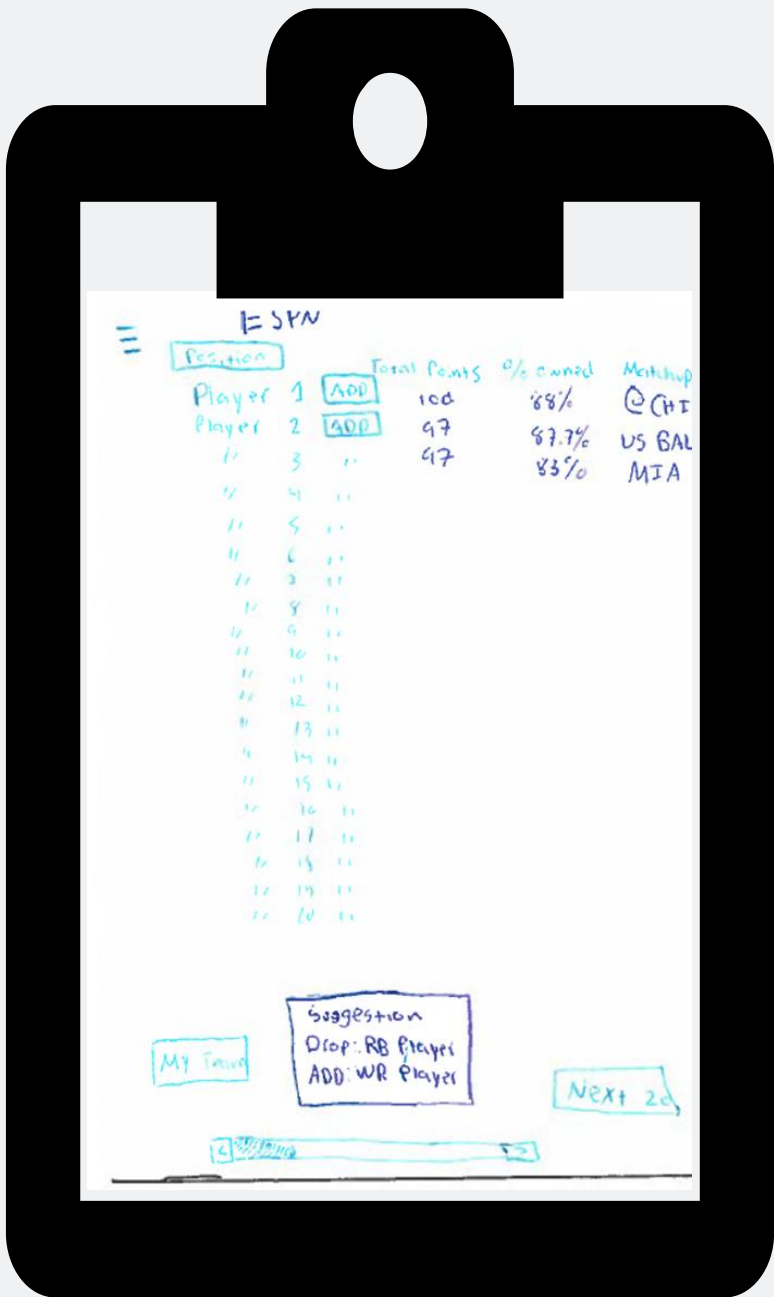 ESPN
Position Total Points % owned Matchup
Player 1 ADD 100 88% @CHI
Player 2 ADD 97 87.7% VS BAL
" 3 " 97 83% MIA
" 4 "
" 5 "
" 6 "
" 7 "
" 8 "
" 9 "
" 10 "
" 11 "
" 12 "
" 13 "
" 14 "
" 15 "
" 16 "
" 17 "
" 18 "
" 19 "
" 20 "
Suggestion
Drop: RB Player
ADD: WR Player
My Team
Next 20
< >